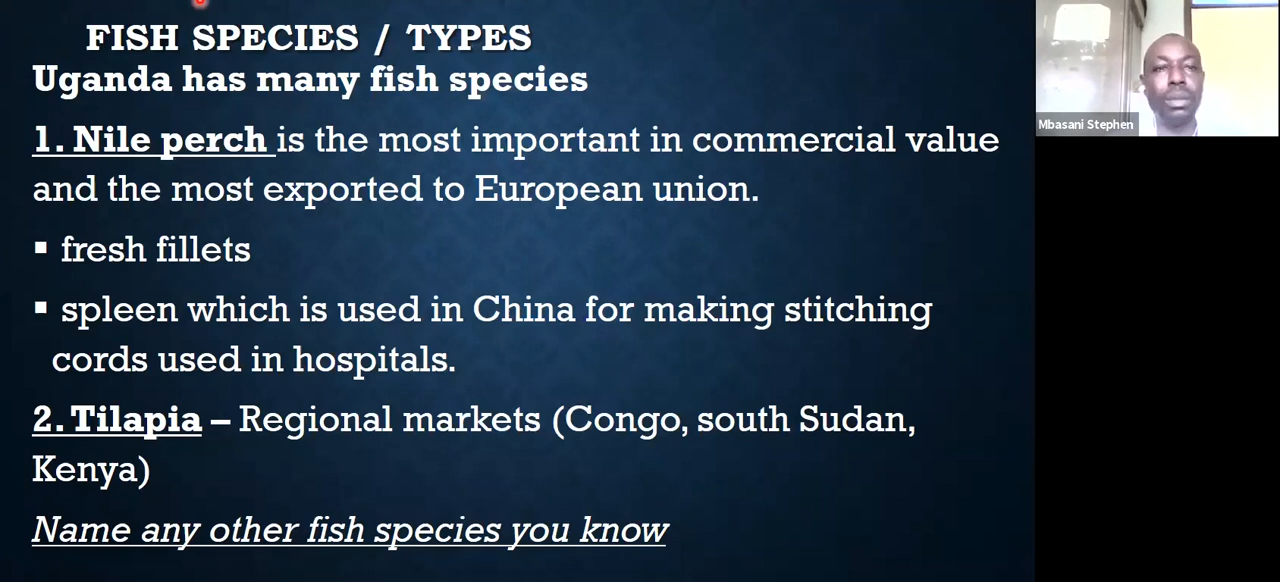 FISH SPECIES / TYPES
Uganda has many fish species
1. Nile perch is the most important in commercial value
and the most exported to European union.
▪ fresh fillets
▪ spleen which is used in China for making stitching
cords used in hospitals.
2. Tilapia – Regional markets (Congo, south Sudan,
Kenya)
Name any other fish species you know
Mbasani Stephen